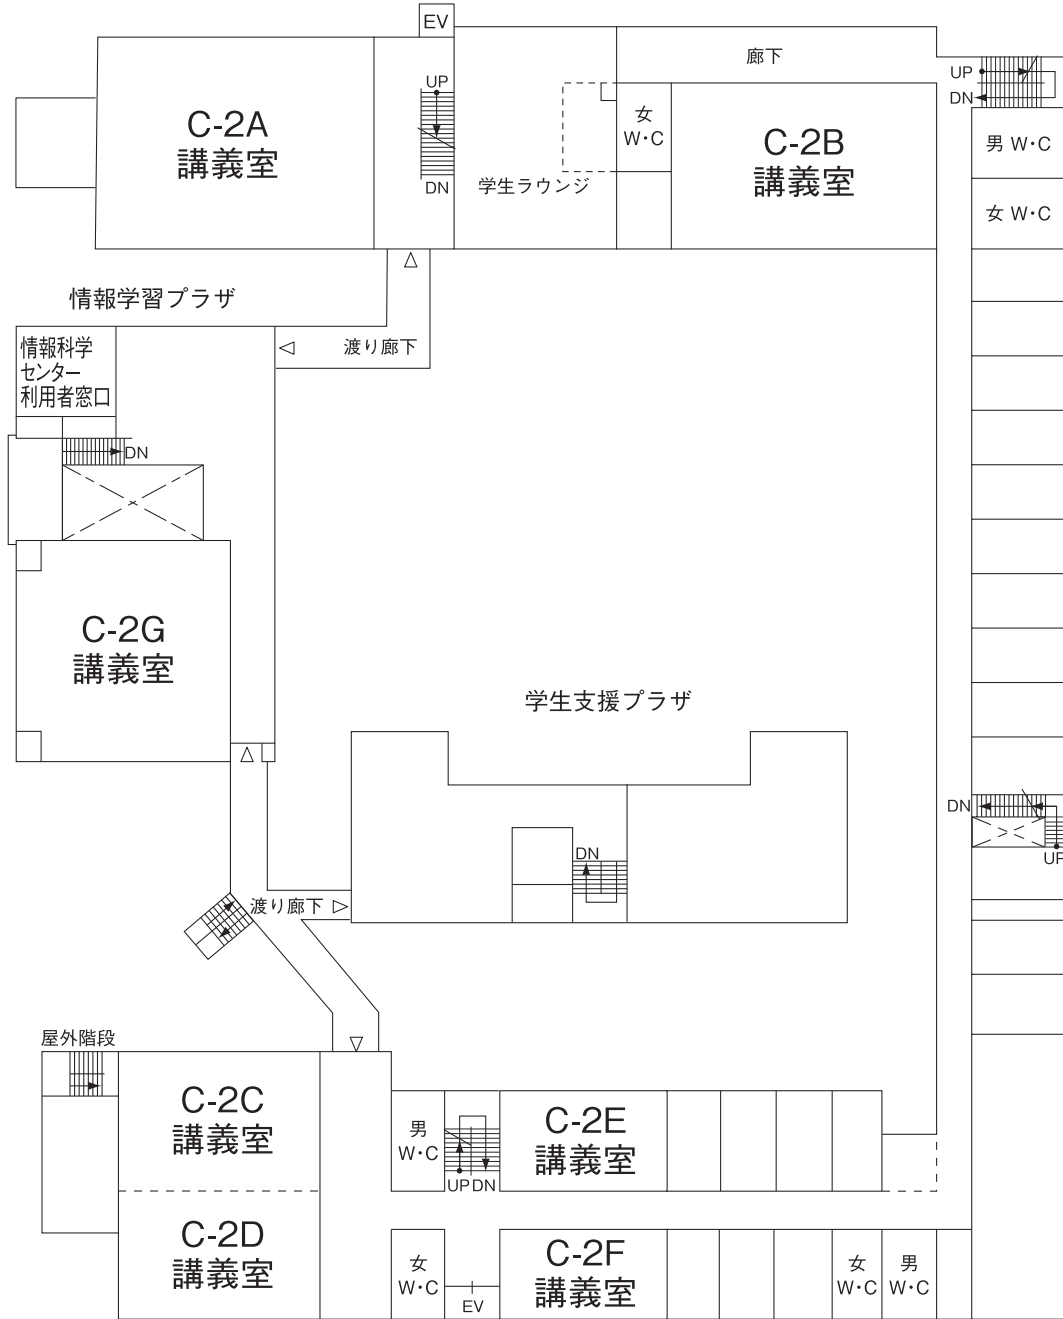 EV
廊下
UP
UP
DN
C-2A
講義室
女
W・C
C-2B
講義室
男 W・C
DN
学生ラウンジ
女 W・C
情報学習プラザ
渡り廊下
情報科学
センター
利用者窓口
DN
C-2G
講義室
学生支援プラザ
DN
UP
DN
渡り廊下
屋外階段
C-2C
講義室
男
W・C
UP DN
C-2E
講義室
C-2D
講義室
女
W・C
EV
C-2F
講義室
女
W・C
男
W・C